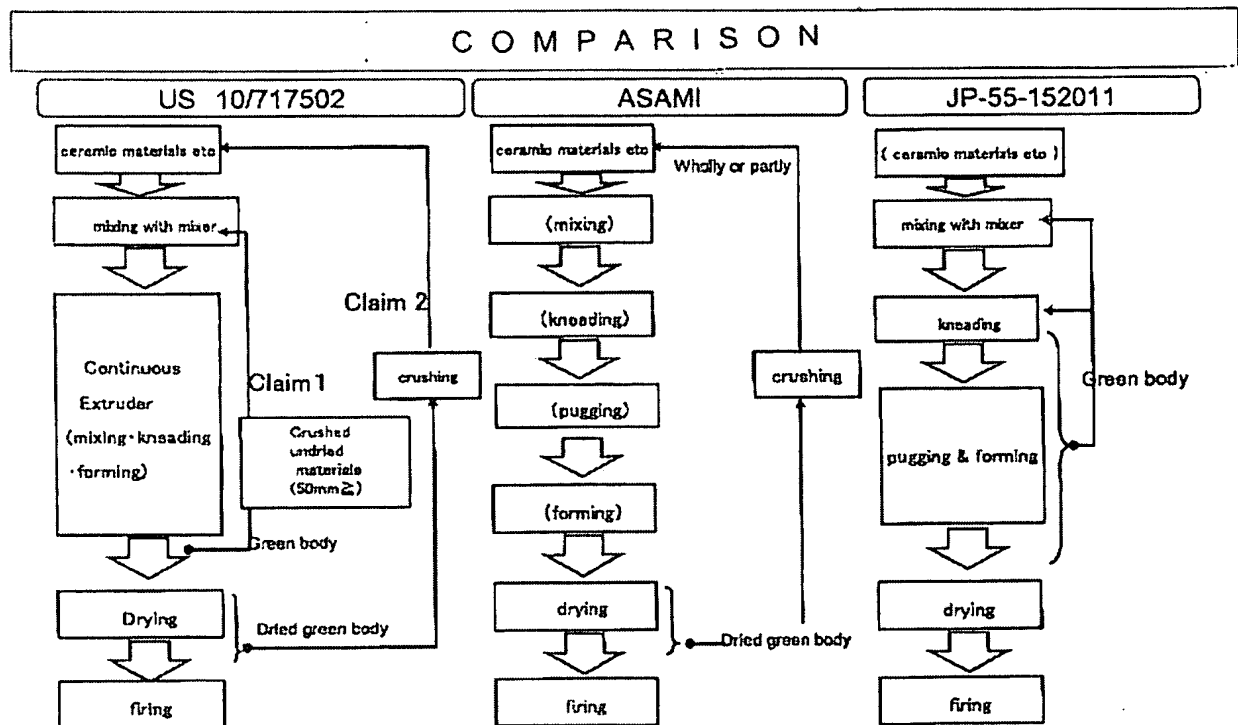 COMPARISON
US 10/717502
ceramic materials etc
mixing with mixer
Continuous
Extruder
(mixing·kneading
·forming)
Claim 1
Claim 2
crushing
Crushed
undried
materials
(50mm≧)
Green body
Drying
Dried green body
firing
ASAMI
ceramic materials etc
Wholly or partly
(mixing)
(kneading)
(pugging)
(forming)
crushing
drying
Dried green body
firing
JP-55-152011
( ceramic materials etc )
mixing with mixer
kneading
Green body
pugging & forming
drying
firing